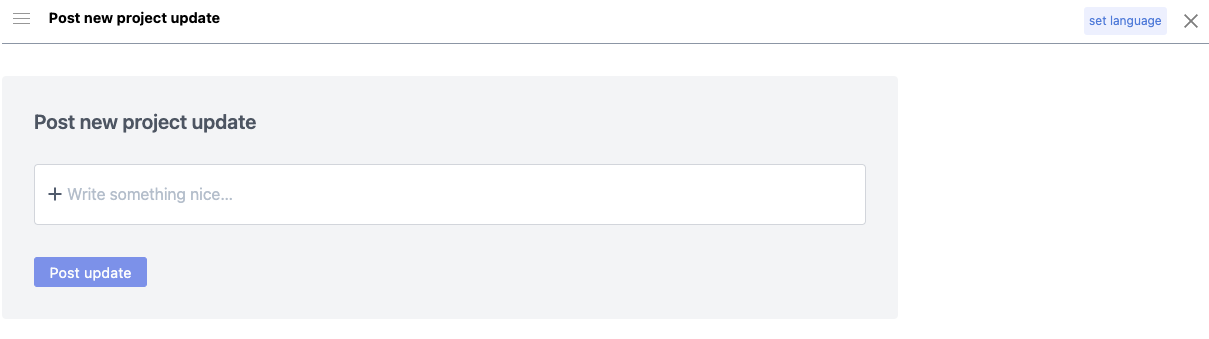 Post new project update
set language
Post new project update
Write something nice...
Post update